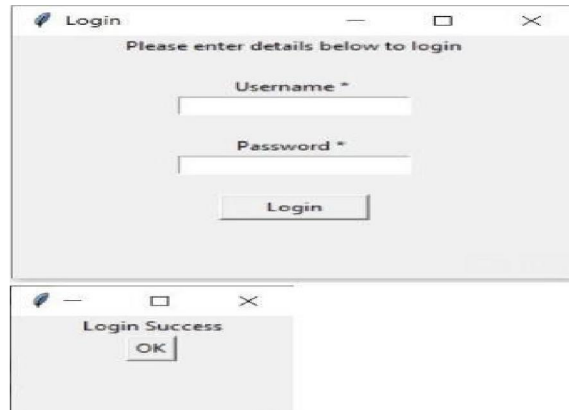 Login
Please enter details below to login
Username *
Password *
Login
Login Success
OK